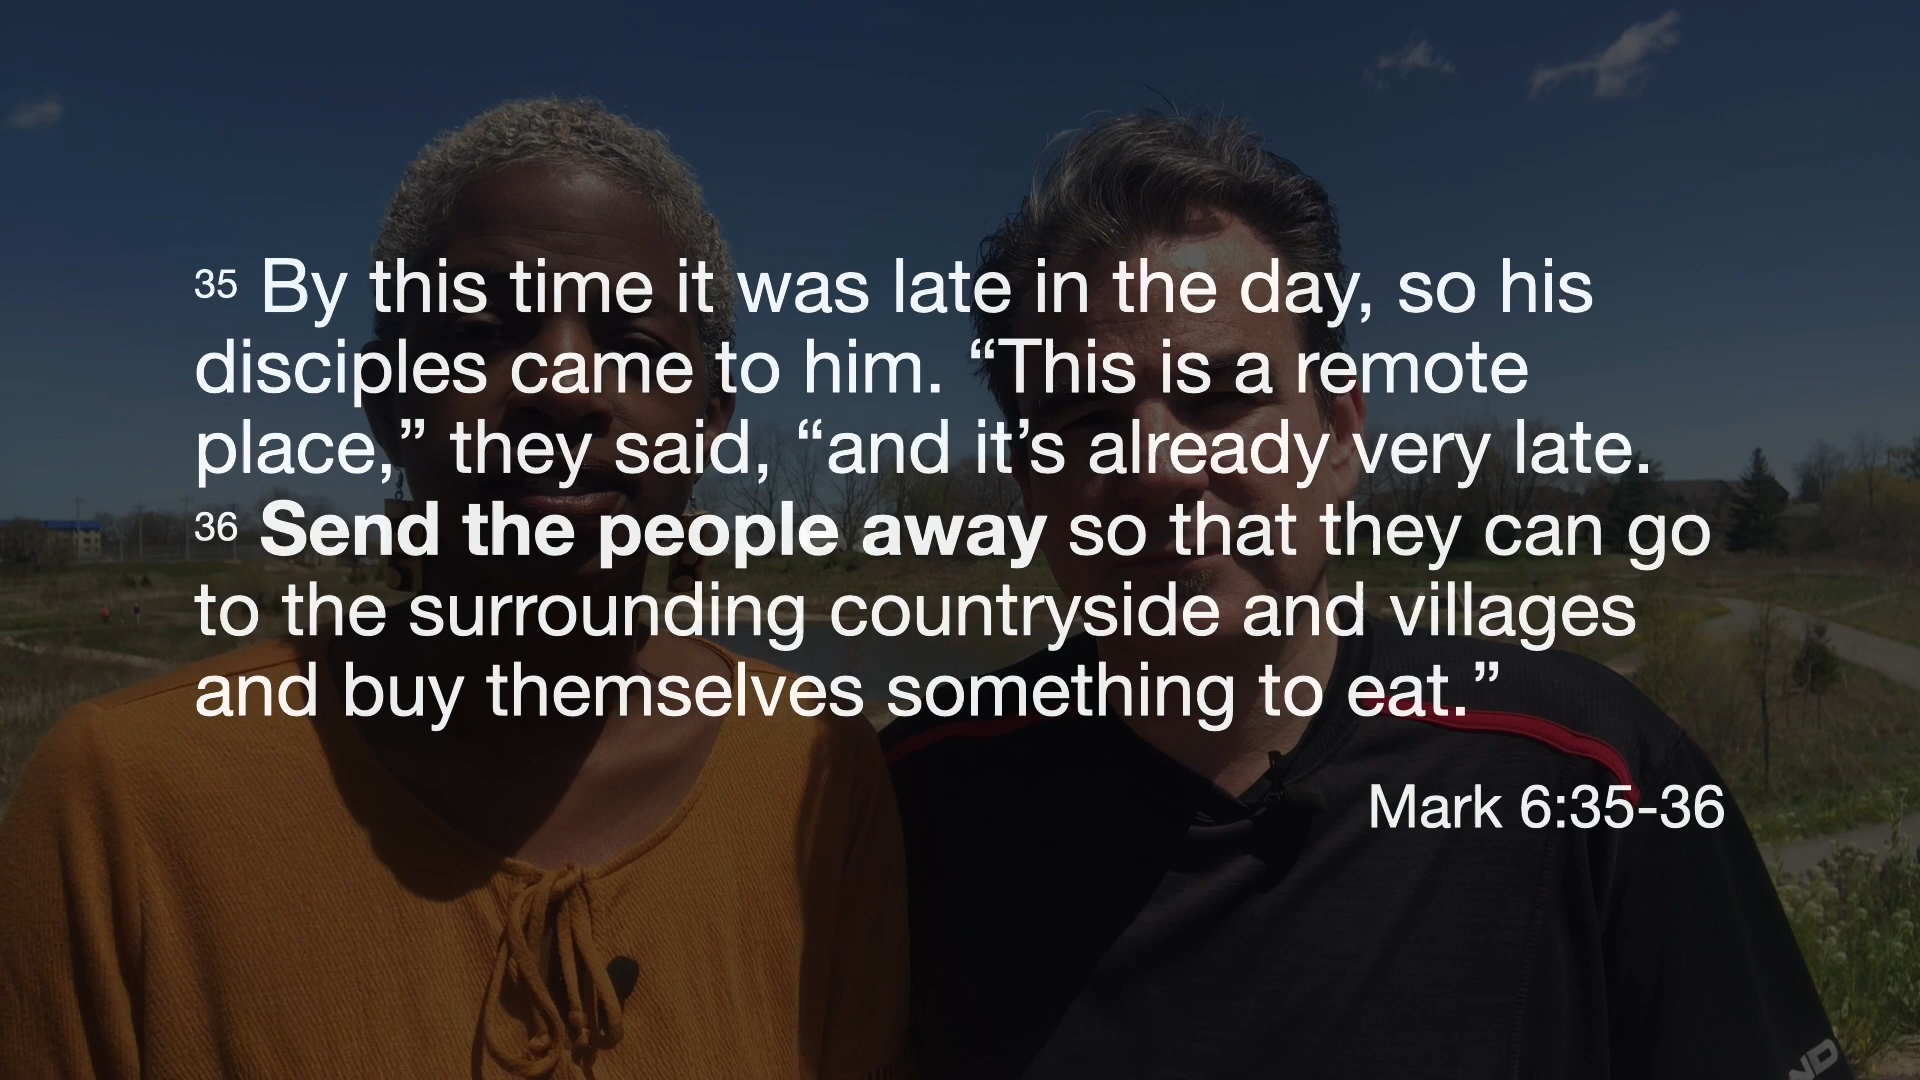 35 By this time it was late in the day, so his
disciples came to him. “This is a remote
place,” they said, “and it’s already very late.
36 Send the people away so that they can go
to the surrounding countryside and villages
and buy themselves something to eat.”
Mark 6:35-36